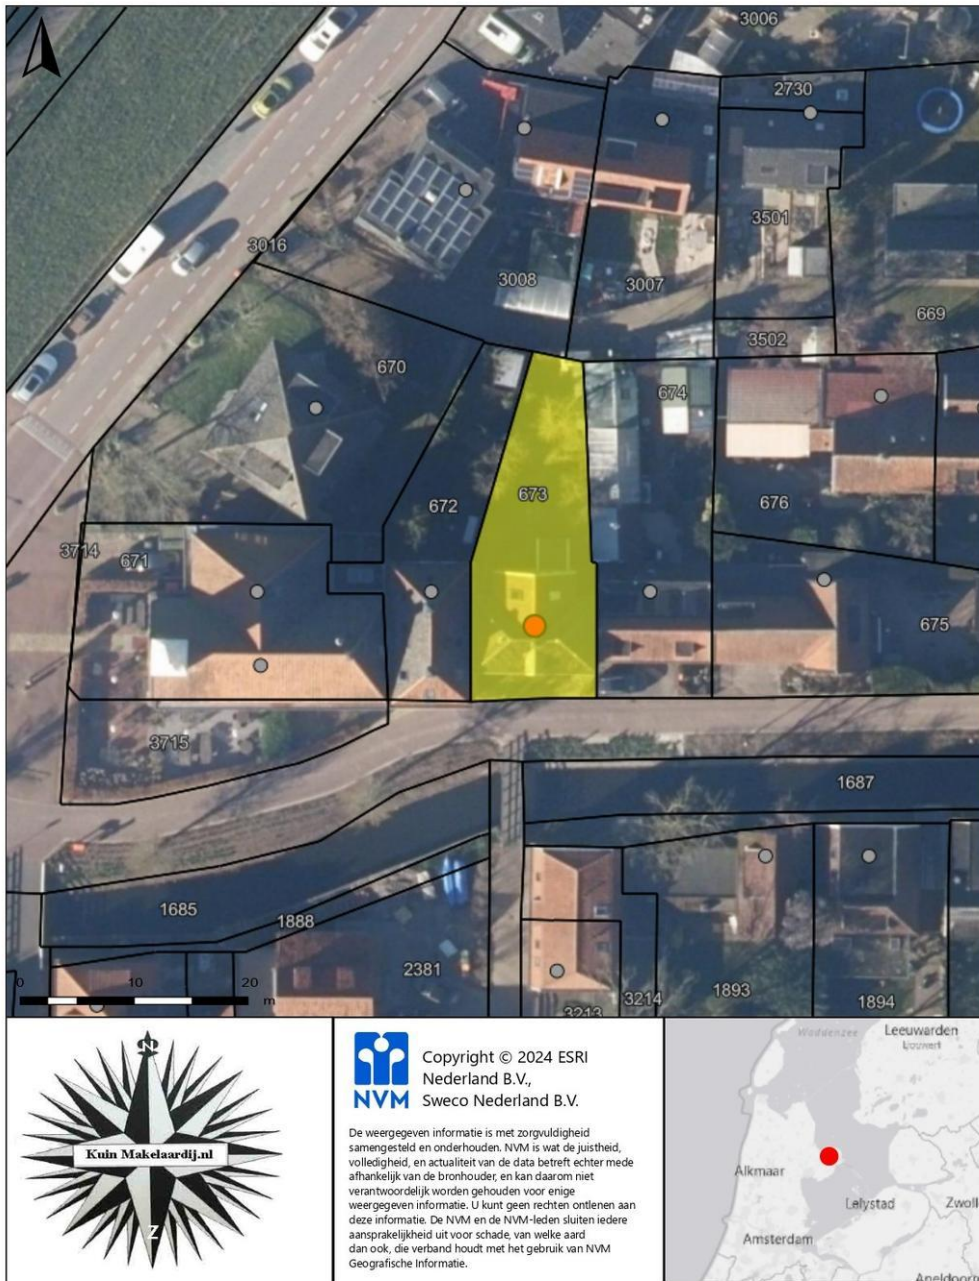 3006
2730
3501
3016
3008
3007
669
3502
670
674
673
672
676
3714
671
675
3715
1687
1685
1888
2381
1893
3214
1894
3213
0 10 20 m
N
Kuin Makelaardij.nl
Z
NVM
Copyright © 2024 ESRI
Nederland B.V.,
Sweco Nederland B.V.
De weergegeven informatie is met zorgvuldigheid
samengesteld en onderhouden. NVM is wat de juistheid,
volledigheid, en actualiteit van de data betreft echter mede
afhankelijk van de bronhouder, en kan daarom niet
verantwoordelijk worden gehouden voor enige
weergegeven informatie. U kunt geen rechten ontlenen aan
deze informatie. De NVM en de NVM-leden sluiten iedere
aansprakelijkheid uit voor schade, van welke aard
dan ook, die verband houdt met het gebruik van NVM
Geografische Informatie.
Waddenzee
Leeuwarden
Ljouwert
Alkmaar
Lelystad
Zwoll
Amsterdam
Apeldoorn